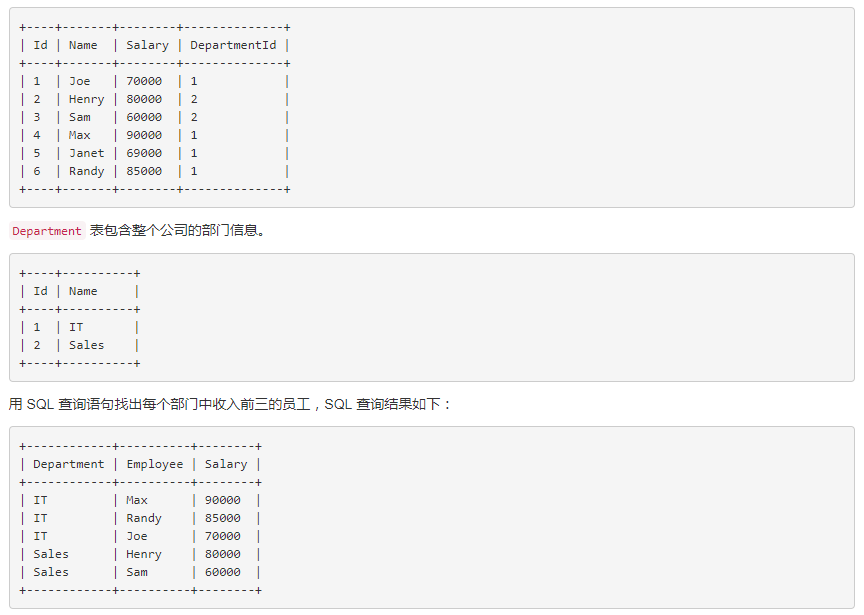 +----+-------+--------+--------------+
| Id | Name  | Salary | DepartmentId |
+----+-------+--------+--------------+
| 1  | Joe   | 70000  | 1            |
| 2  | Henry | 80000  | 2            |
| 3  | Sam   | 60000  | 2            |
| 4  | Max   | 90000  | 1            |
| 5  | Janet | 69000  | 1            |
| 6  | Randy | 85000  | 1            |
+----+-------+--------+--------------+
Department 表包含整个公司的部门信息。
+----+----------+
| Id | Name     |
+----+----------+
| 1  | IT       |
| 2  | Sales    |
+----+----------+
用 SQL 查询语句找出每个部门中收入前三的员工，SQL 查询结果如下：
+------------+----------+--------+
| Department | Employee | Salary |
+------------+----------+--------+
| IT         | Max      | 90000  |
| IT         | Randy    | 85000  |
| IT         | Joe      | 70000  |
| Sales      | Henry    | 80000  |
| Sales      | Sam      | 60000  |
+------------+----------+--------+